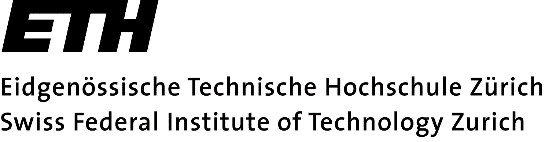 ETH
Eidgenössische Technische Hochschule Zürich
Swiss Federal Institute of Technology Zurich